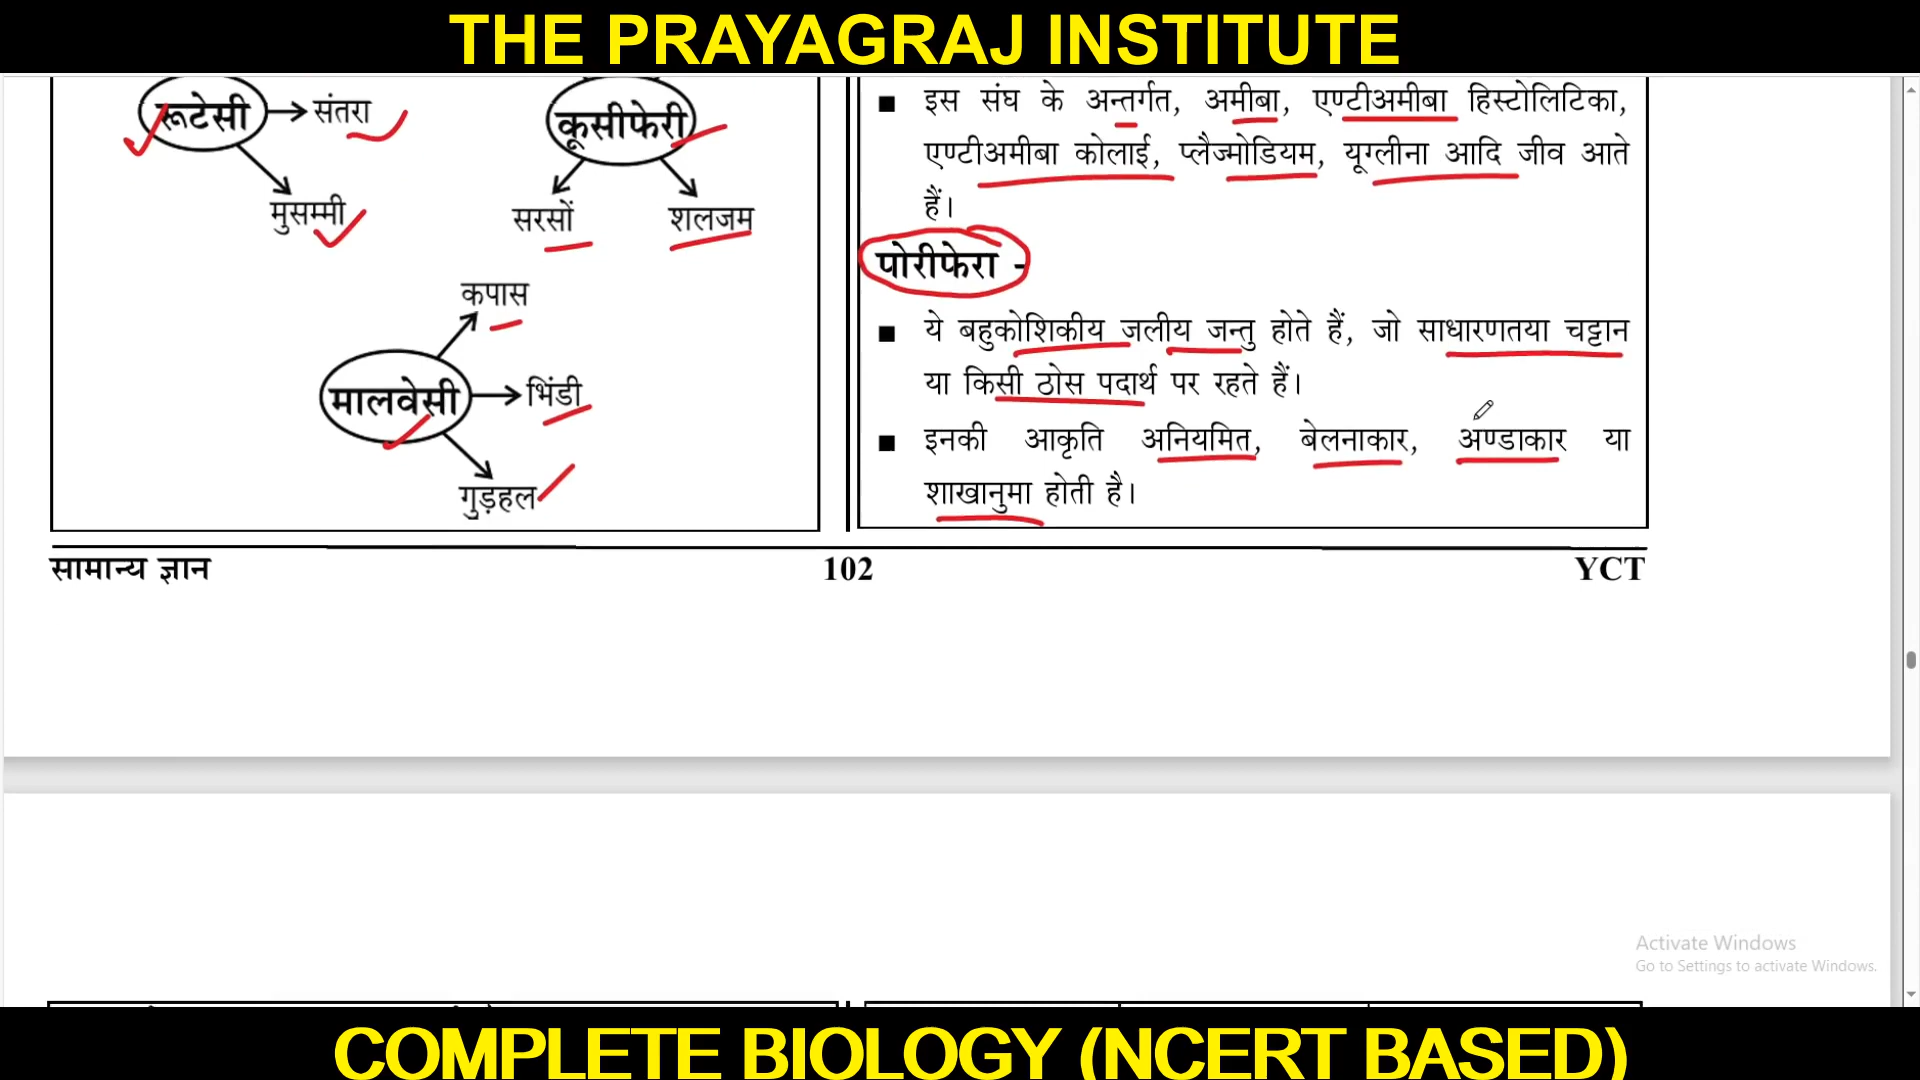 THE PRAYAGRAJ INSTITUTE
रूटेसी
संतरा
मुसम्मी
कूसीफेरी
सरसों
शलजम
कपास
मालवेसी
भिंडी
गुड़हल
■ इस संघ के अन्तर्गत, अमीबा, एण्टीअमीबा हिस्टोलिटिका,
एण्टीअमीबा कोलाई, प्लैज्मोडियम, यूग्लीना आदि जीव आते
हैं।
पोरीफेरा -
■ ये बहुकोशिकीय जलीय जन्तु होते हैं, जो साधारणतया चट्टान
या किसी ठोस पदार्थ पर रहते हैं।
■ इनकी आकृति अनियमित, बेलनाकार, अण्डाकार या
शाखानुमा होती है।
सामान्य ज्ञान 102 YCT
Activate Windows
Go to Settings to activate Windows.
COMPLETE BIOLOGY (NCERT BASED)